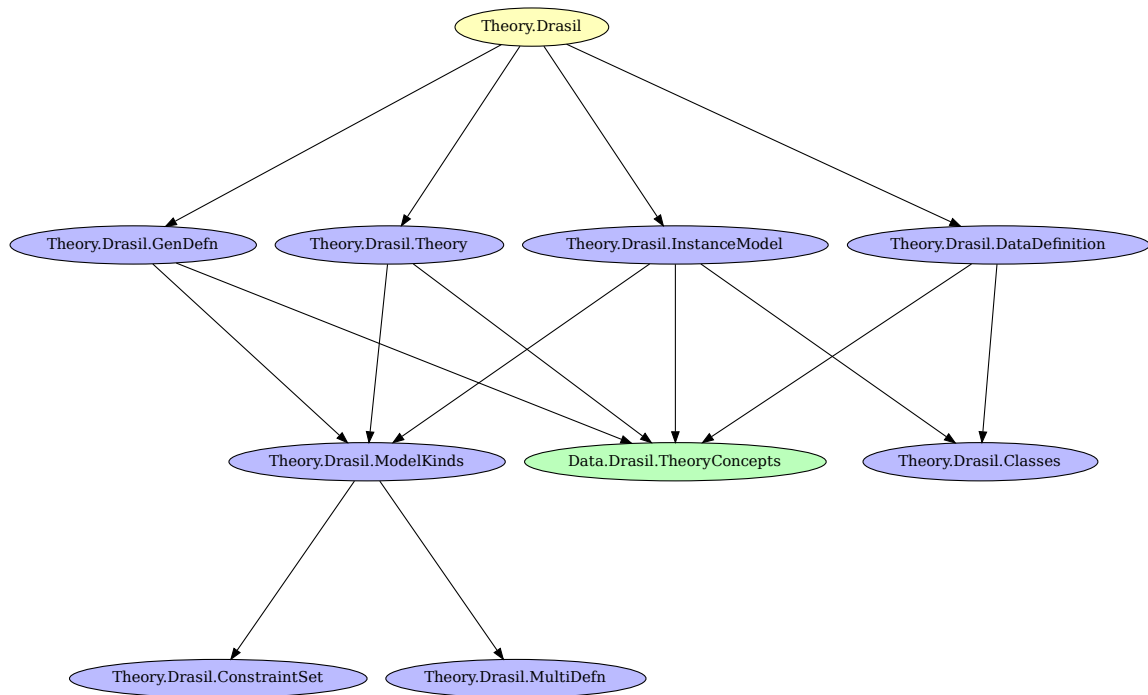 Theory.Drasil
Theory.Drasil.GenDefn
Theory.Drasil.Theory
Theory.Drasil.InstanceModel
Theory.Drasil.DataDefinition
Theory.Drasil.ModelKinds
Data.Drasil.TheoryConcepts
Theory.Drasil.Classes
Theory.Drasil.ConstraintSet
Theory.Drasil.MultiDefn